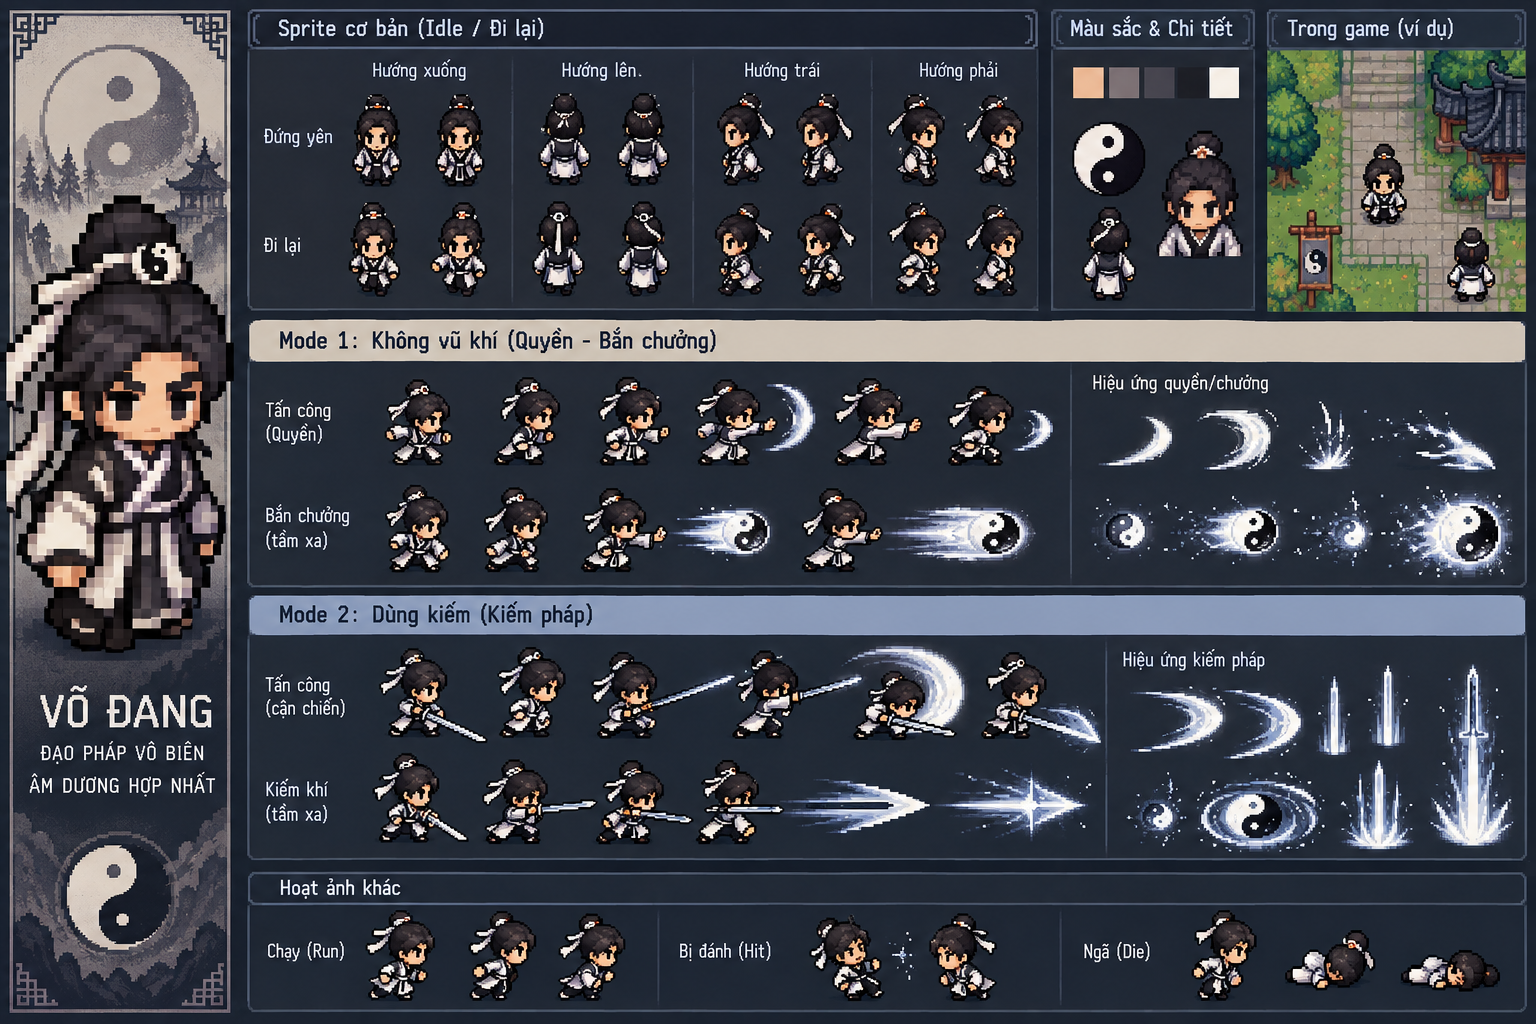 VÕ ĐANG
ĐẠO PHÁP VÔ BIÊN
ÂM DƯƠNG HỢP NHẤT
Sprite cơ bản (Idle / Đi lại)
Hướng xuống
Hướng lên.
Hướng trái
Hướng phải
Đứng yên
Đi lại
Màu sắc & Chi tiết
Trong game (ví dụ)
Mode 1: Không vũ khí (Quyền - Bắn chưởng)
Tấn công
(Quyền)
Bắn chưởng
(tầm xa)
Hiệu ứng quyền/chướng
Mode 2: Dùng kiếm (Kiếm pháp)
Tấn công
(cận chiến)
Kiếm khí
(tầm xa)
Hiệu ứng kiếm pháp
Hoạt ảnh khác
Chạy (Run)
Bị đánh (Hit)
Ngã (Die)